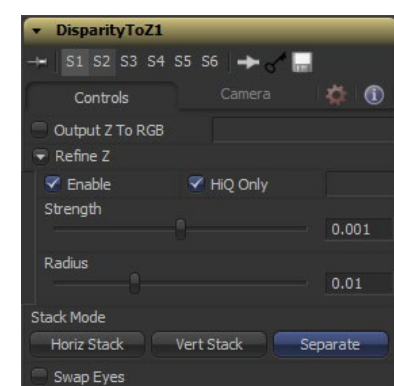 DisparityToZ1
S1 S2 S3 S4 S5 S6
Controls Camera
Output Z To RGB
Refine Z
Enable HiQ Only
Strength
0.001
Radius
0.01
Stack Mode
Horiz Stack Vert Stack Separate
Swap Eyes